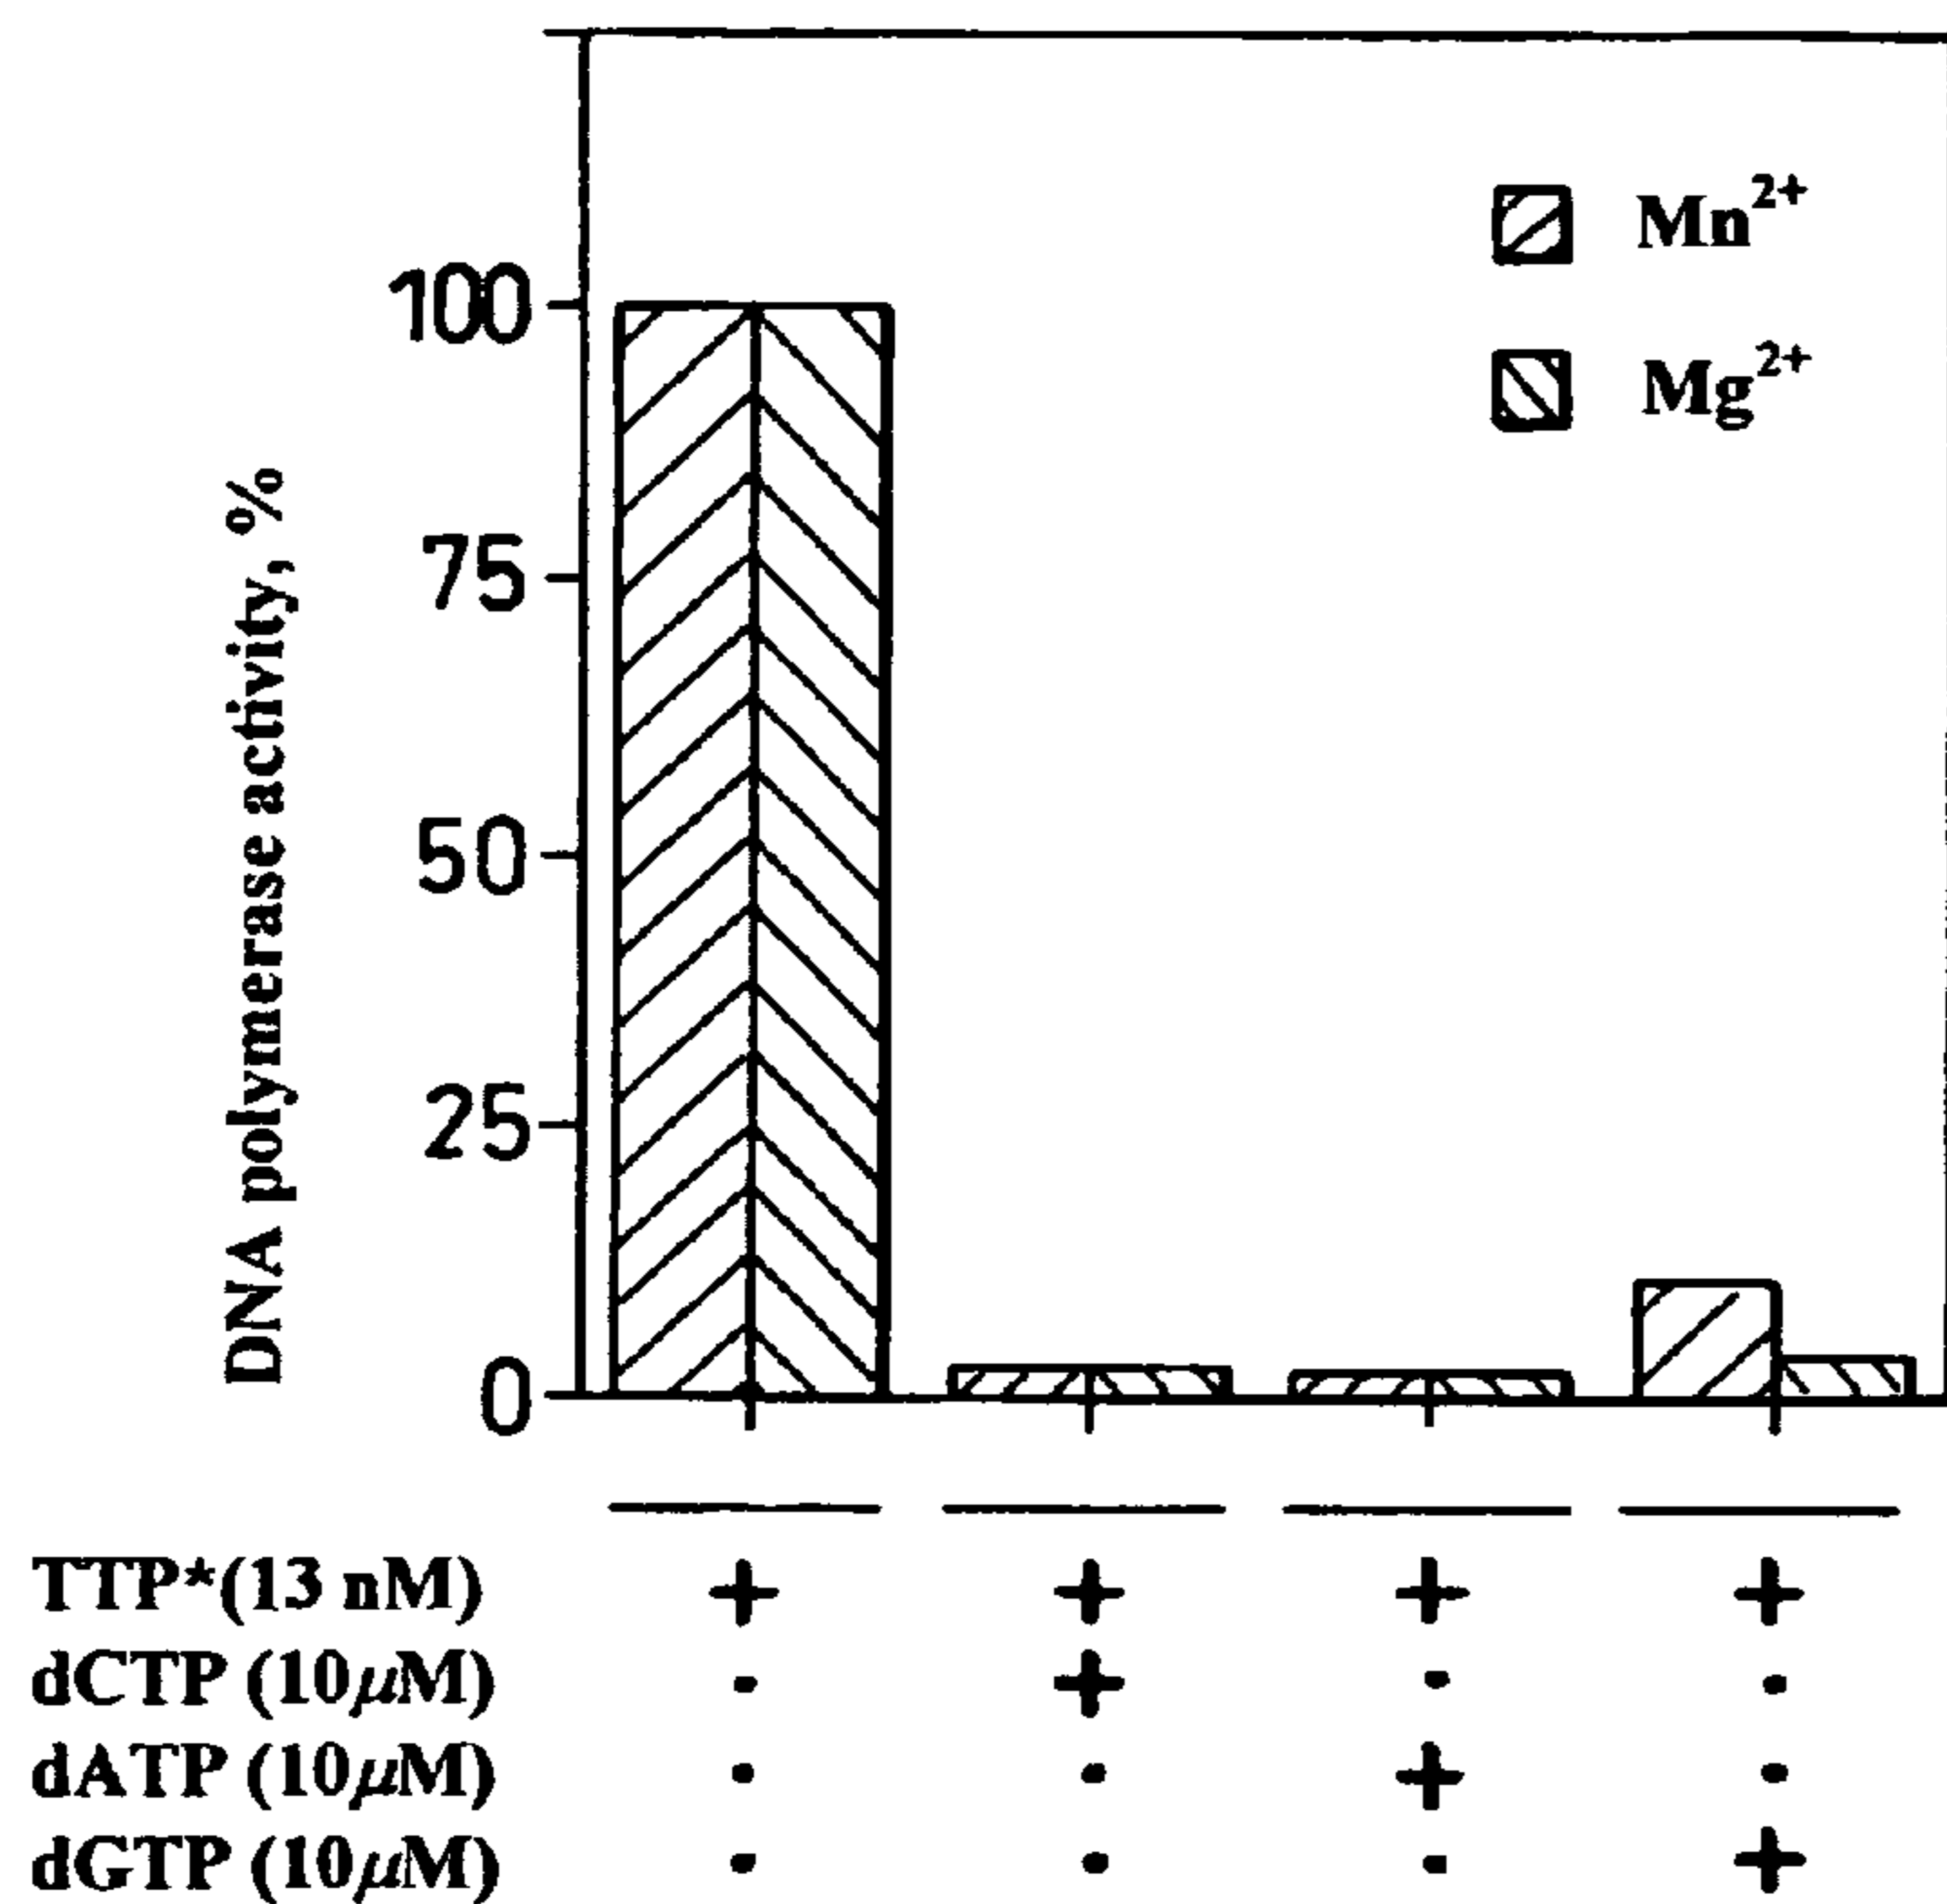 Mn²⁺
Mg²⁺
DNA polymerase activity, %
100
75
50
25
0
TTP*(13 nM) + + + +
dCTP (10μM) · + · ·
dATP (10μM) · · + ·
dGTP (10μM) · · · +